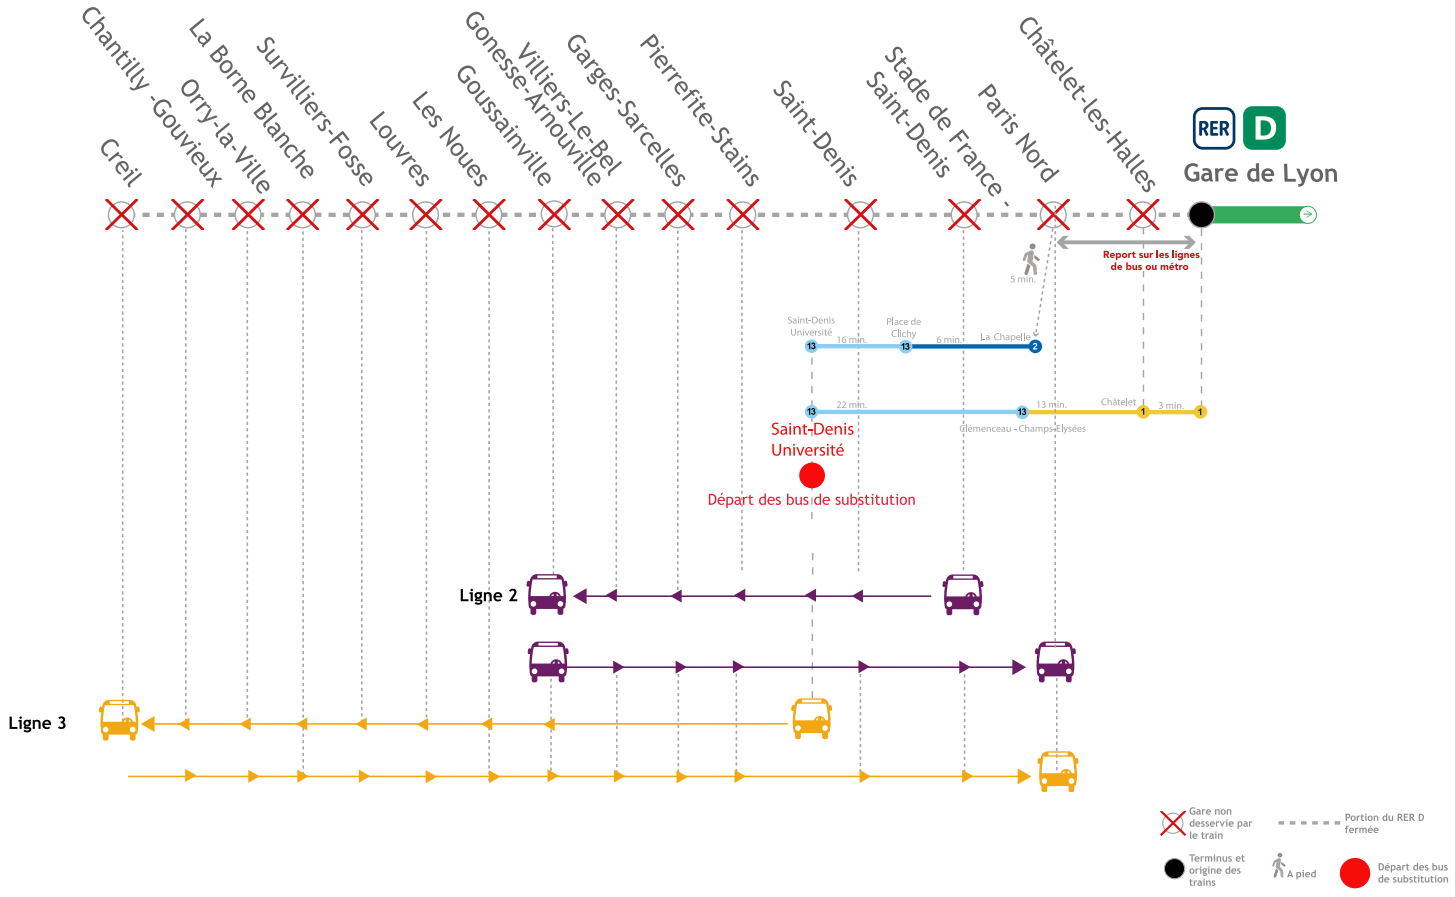 Creil
Chantilly -Gouvieux
Orry-la-Ville
La Borne Blanche
Survilliers-Fosse
Louvres
Les Noues
Goussainville
Gonesse-Arnouville
Villiers-Le-Bel
Garges-Sarcelles
Pierrefite-Stains
Saint-Denis
Stade de France -
Saint-Denis
Paris Nord
Châtelet-les-Halles
RER D
Gare de Lyon
Report sur les lignes
de bus ou métro
5 min.
Saint-Denis
Université
Place de
Clichy
La Chapelle
16 min.
6 min.
13
13
2
22 min.
13 min.
Châtelet
3 min.
13
13
1
1
Clémenceau - Champs-Elysées
Saint-Denis
Université
Départ des bus de substitution
Ligne 2
Ligne 3
Gare non
desservie par
le train
Portion du RER D
fermée
Terminus et
origine des
trains
A pied
Départ des bus
de substitution